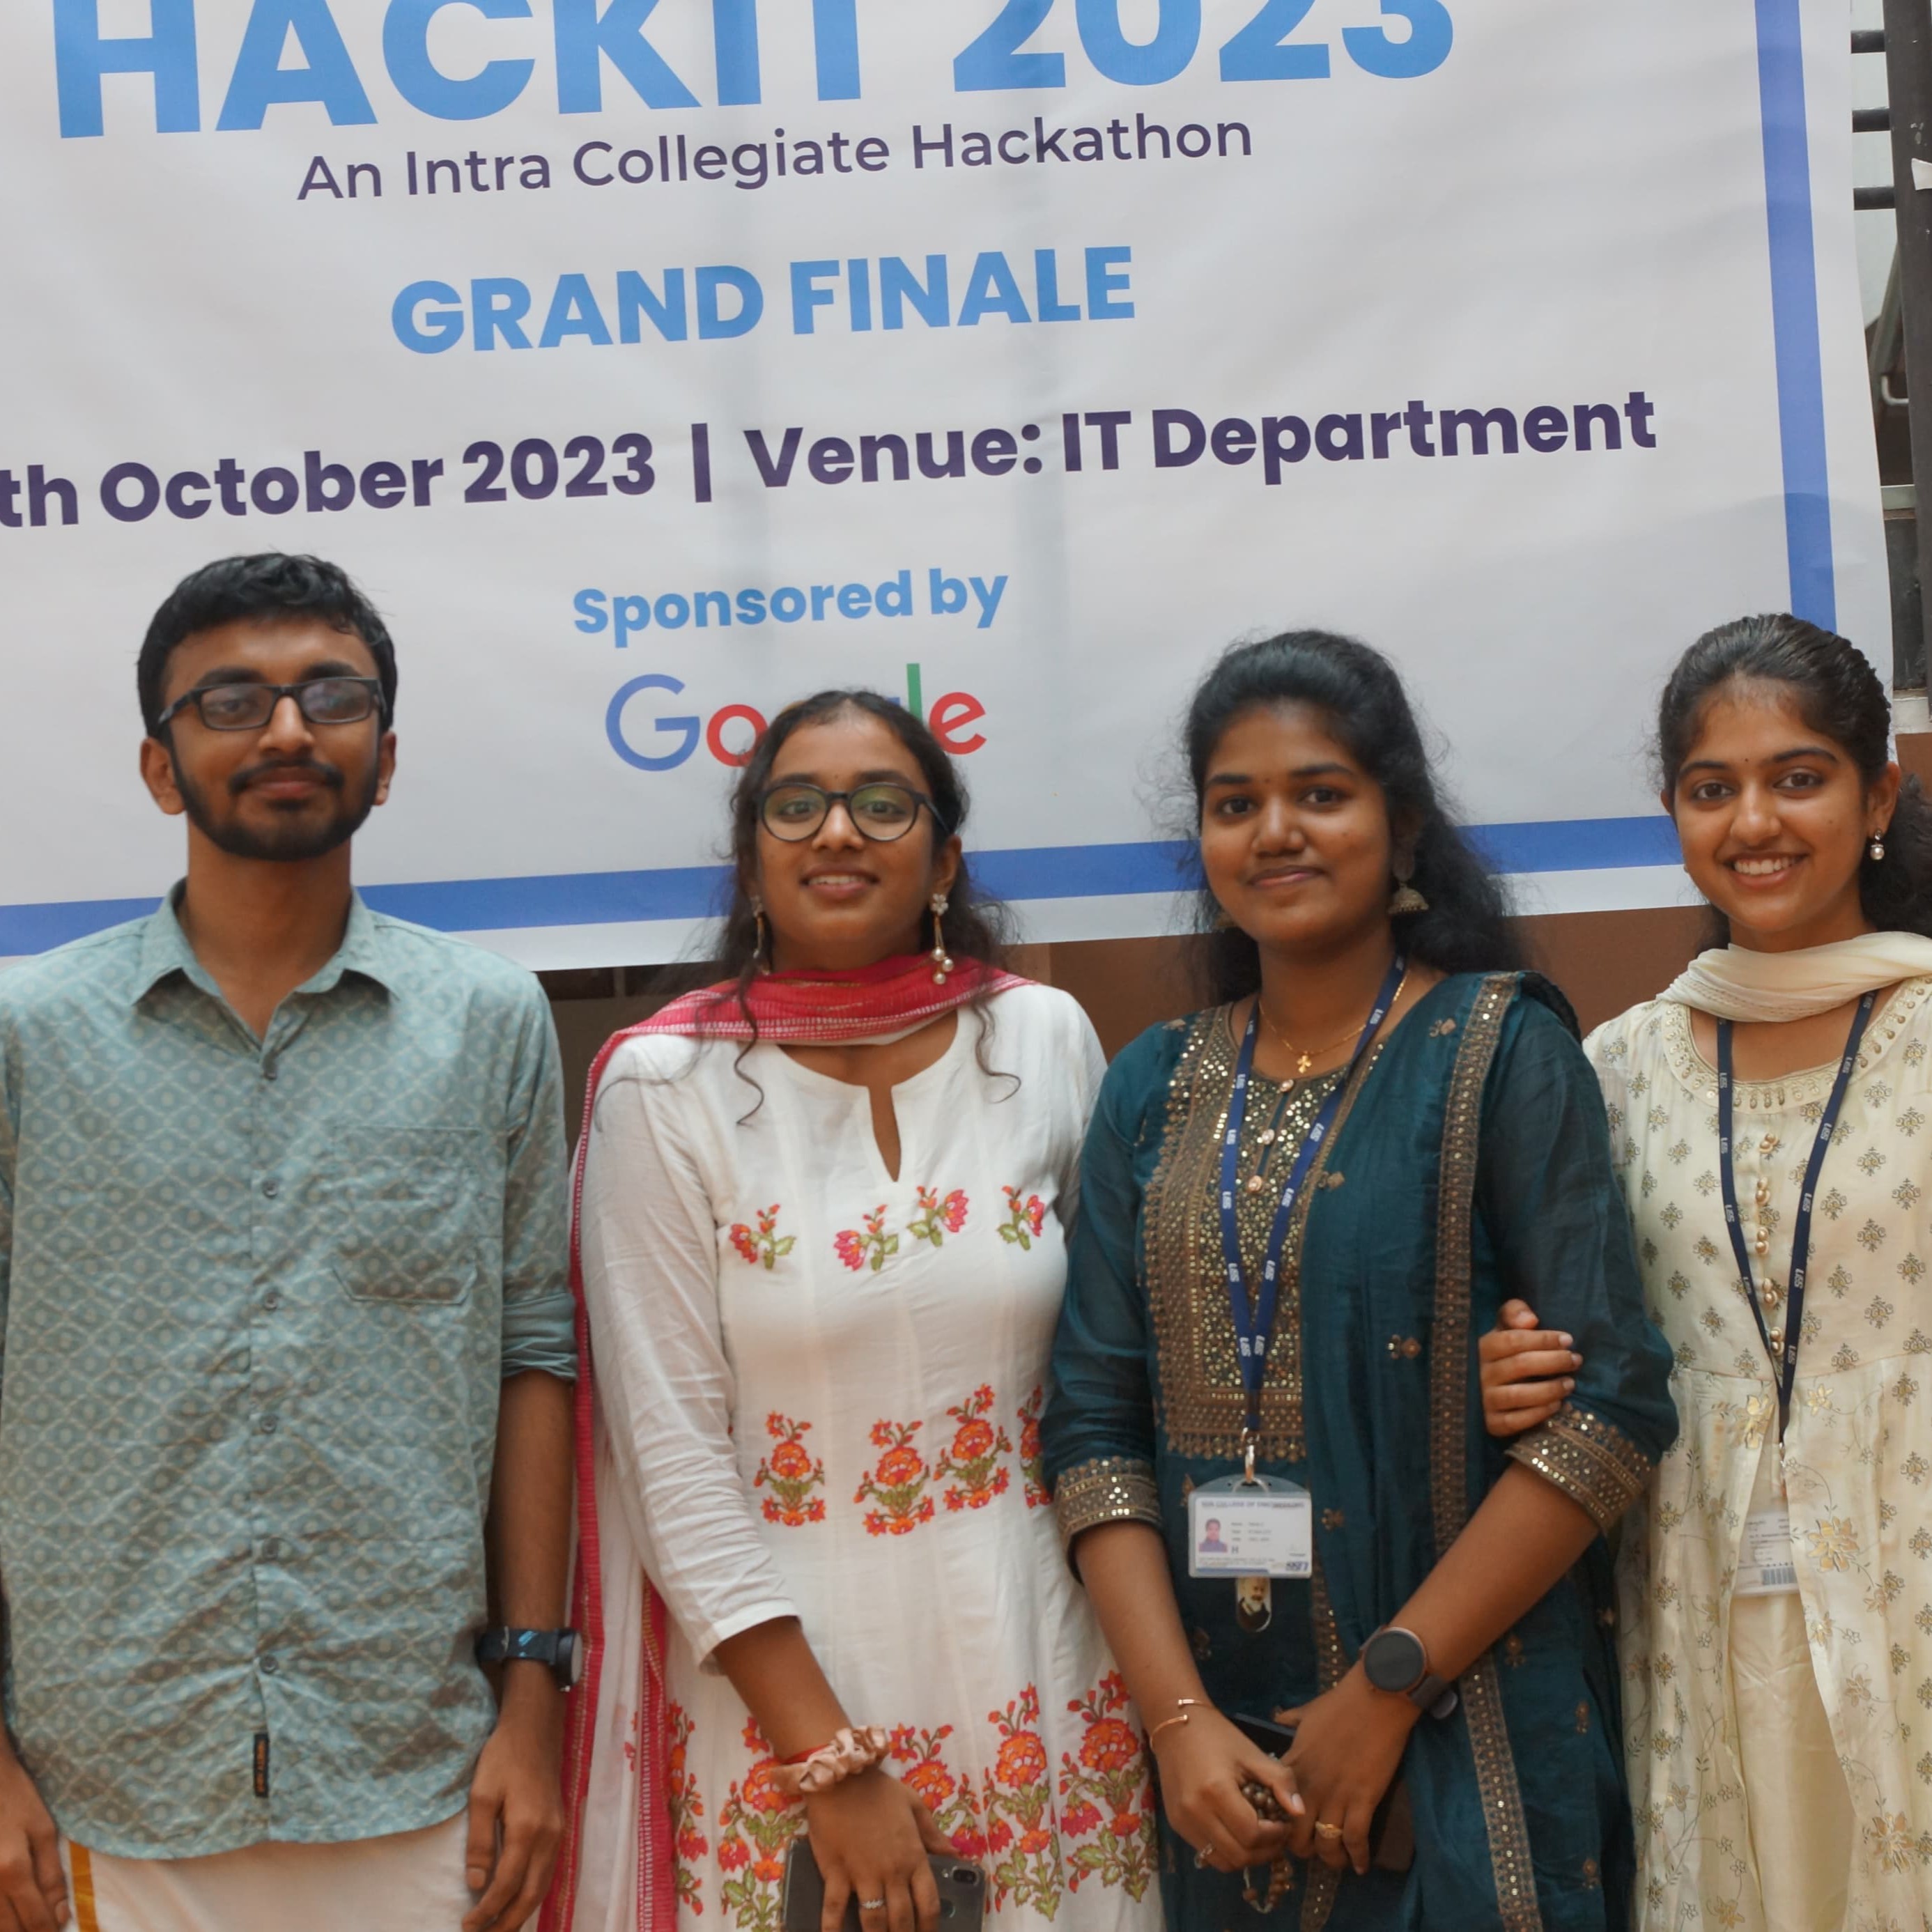 HACKIT 2023
An Intra Collegiate Hackathon
GRAND FINALE
th October 2023 | Venue: IT Department
Sponsored by
Google